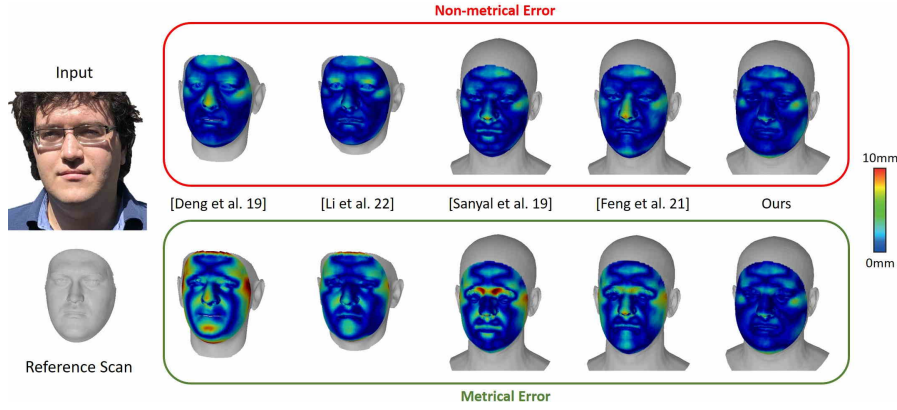 Non-metrical Error
Input
10mm
[Deng et al. 19] [Li et al. 22] [Sanyal et al. 19] [Feng et al. 21] Ours
0mm
Reference Scan
Metrical Error